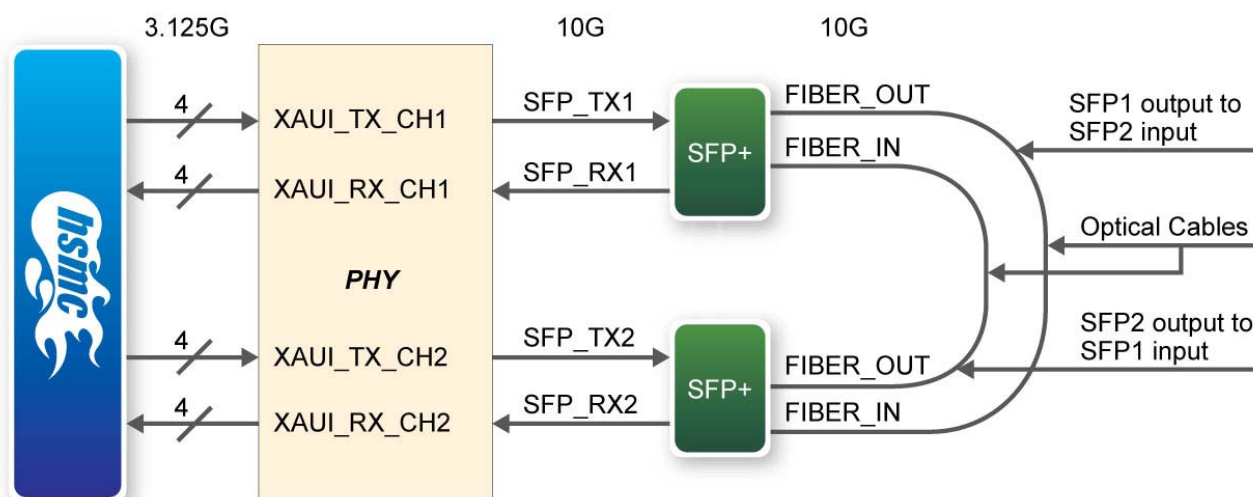 3.125G
10G
10G
hsmc
4
XAUI_TX_CH1
SFP_TX1
FIBER_OUT
SFP1 output to
SFP2 input
4
XAUI_RX_CH1
SFP_RX1
SFP+
FIBER_IN
Optical Cables
PHY
4
XAUI_TX_CH2
SFP_TX2
FIBER_OUT
SFP2 output to
SFP1 input
4
XAUI_RX_CH2
SFP_RX2
SFP+
FIBER_IN